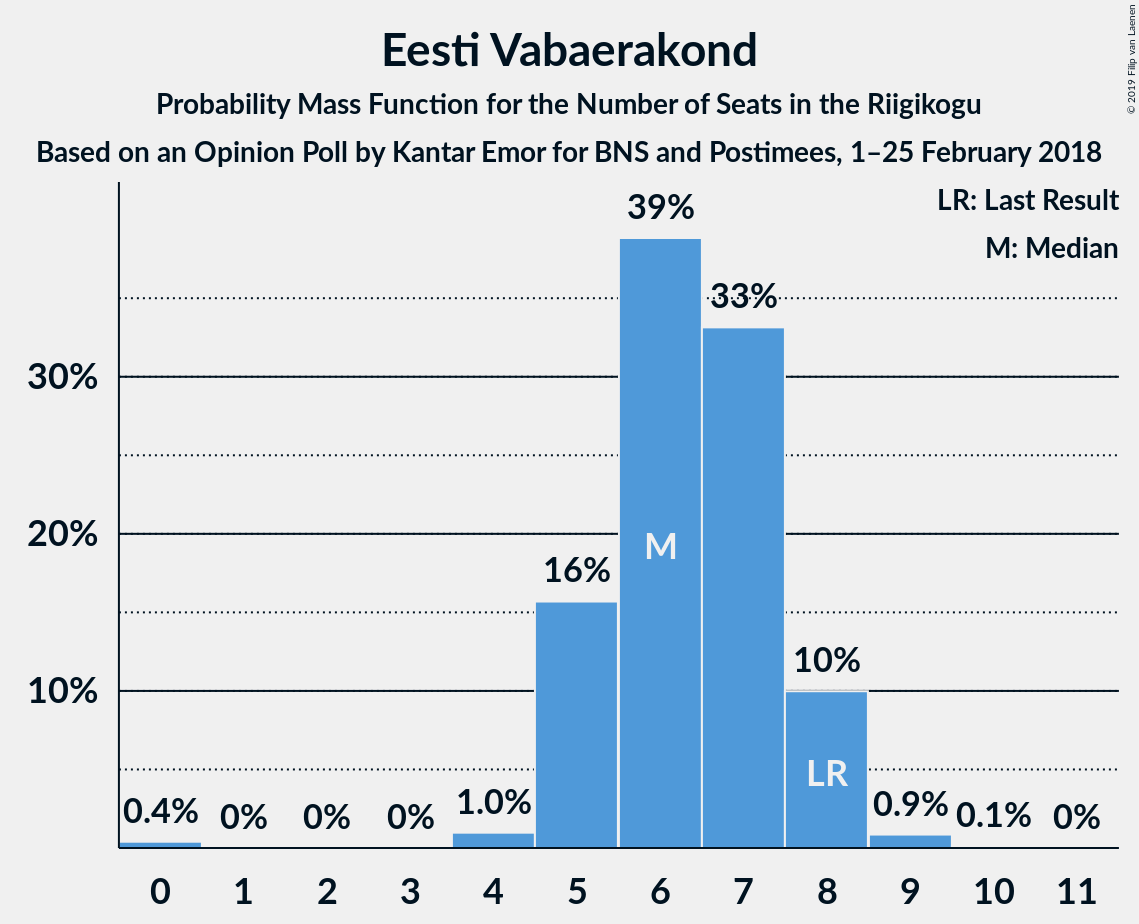 Eesti Vabaerakond
Probability Mass Function for the Number of Seats in the Riigikogu
Based on an Opinion Poll by Kantar Emor for BNS and Postimees, 1–25 February 2018
© 2019 Filip van Laenen
LR: Last Result
M: Median
30%
20%
10%
0.4%
0%
0%
0%
1.0%
16%
39%
33%
10%
0.9%
0.1%
0%
M
LR
0 1 2 3 4 5 6 7 8 9 10 11